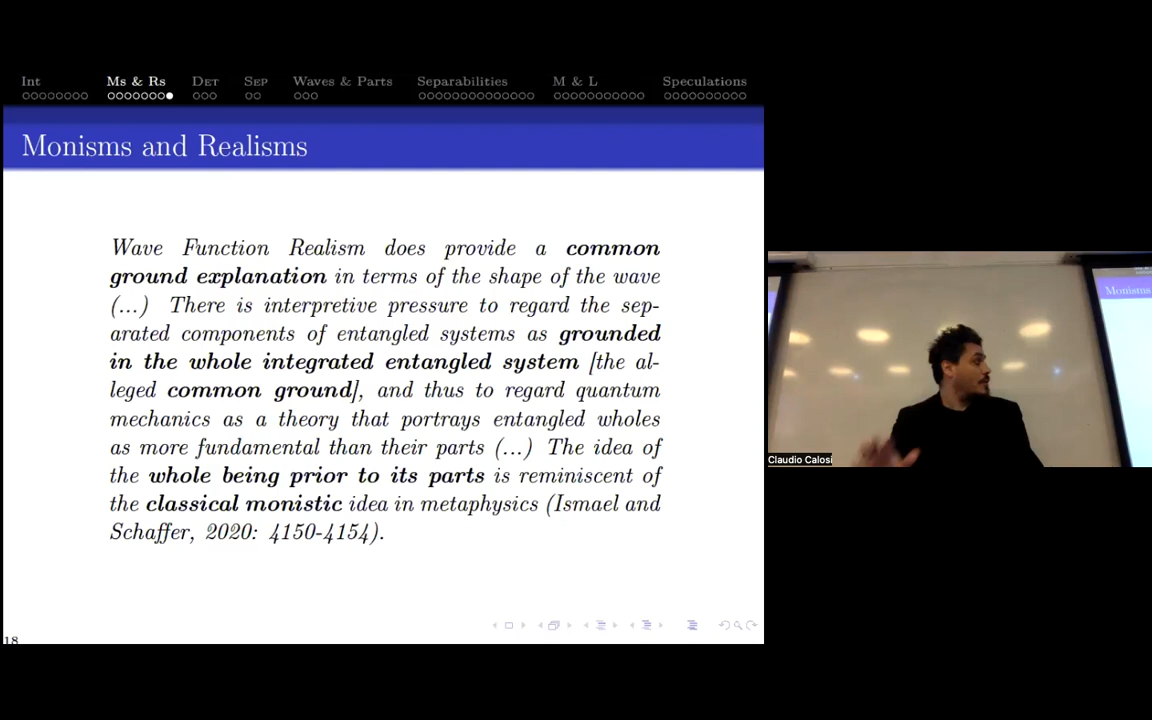 Int Ms & Rs Det Sep Waves & Parts Separabilities M & L Speculations
Monisms and Realisms
Wave Function Realism does provide a common
ground explanation in terms of the shape of the wave
(...) There is interpretive pressure to regard the sep-
arated components of entangled systems as grounded
in the whole integrated entangled system [the al-
leged common ground], and thus to regard quantum
mechanics as a theory that portrays entangled wholes
as more fundamental than their parts (...) The idea of
the whole being prior to its parts is reminiscent of
the classical monistic idea in metaphysics (Ismael and
Schaffer, 2020: 4150-4154).
18
Monisms
Claudio Calosi